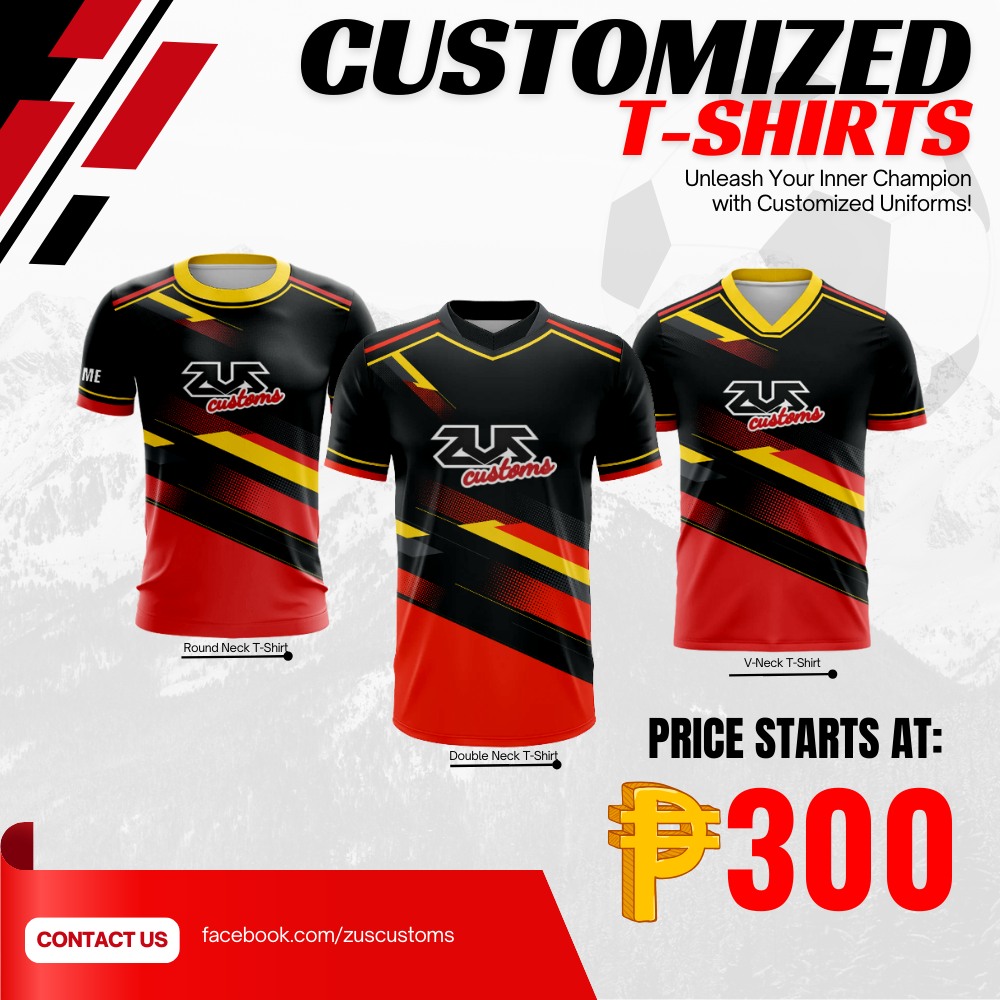 CUSTOMIZED
T-SHIRTS
Unleash Your Inner Champion
with Customized Uniforms!
ME
ZUS
customs
ZUS
customs
ZUS
customs
Round Neck T-Shirt
Double Neck T-Shirt
V-Neck T-Shirt
PRICE STARTS AT:
₱300
CONTACT US
facebook.com/zuscustoms